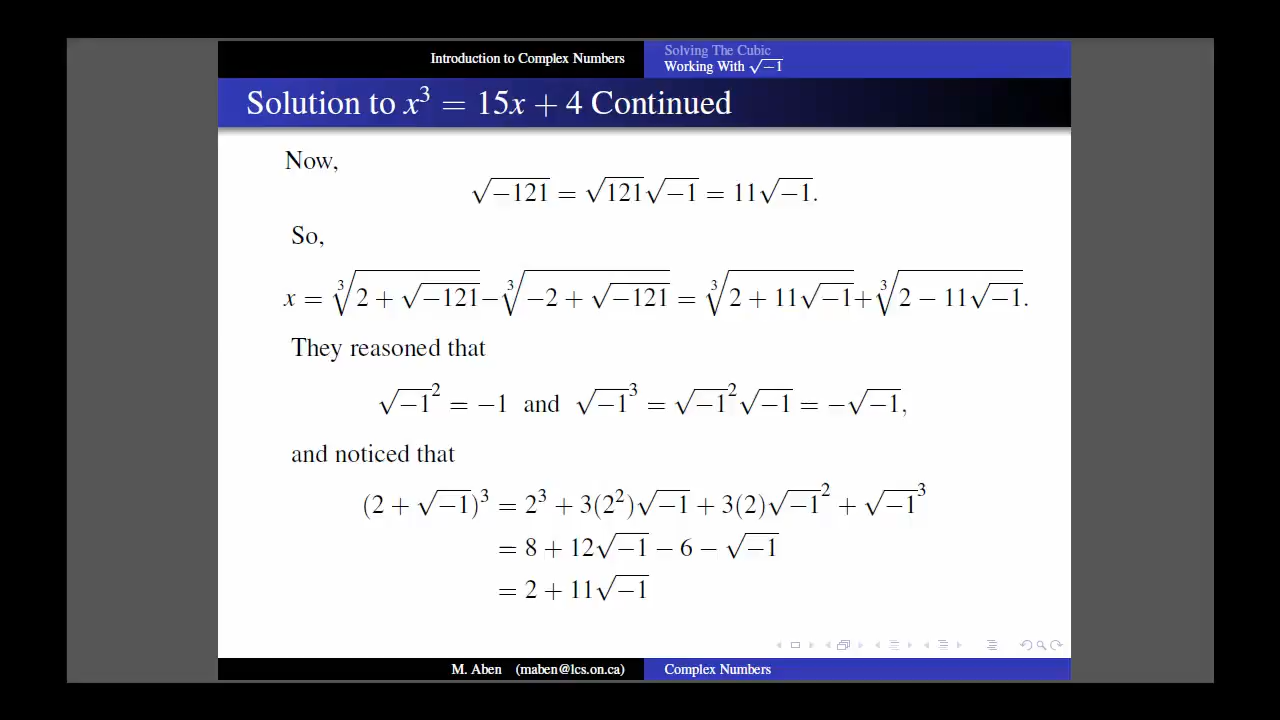 Introduction to Complex Numbers
Solving The Cubic
Working With √−1
Solution to x³ = 15x + 4 Continued
Now,
√−121 = √121√−1 = 11√−1.
So,
x = ∛(2 + √−121) − ∛(−2 + √−121) = ∛(2 + 11√−1) + ∛(2 − 11√−1).
They reasoned that
√−1² = −1 and √−1³ = √−1²√−1 = −√−1,
and noticed that
(2 + √−1)³ = 2³ + 3(2²)√−1 + 3(2)√−1² + √−1³
= 8 + 12√−1 − 6 − √−1
= 2 + 11√−1
M. Aben (maben@lcs.on.ca)
Complex Numbers